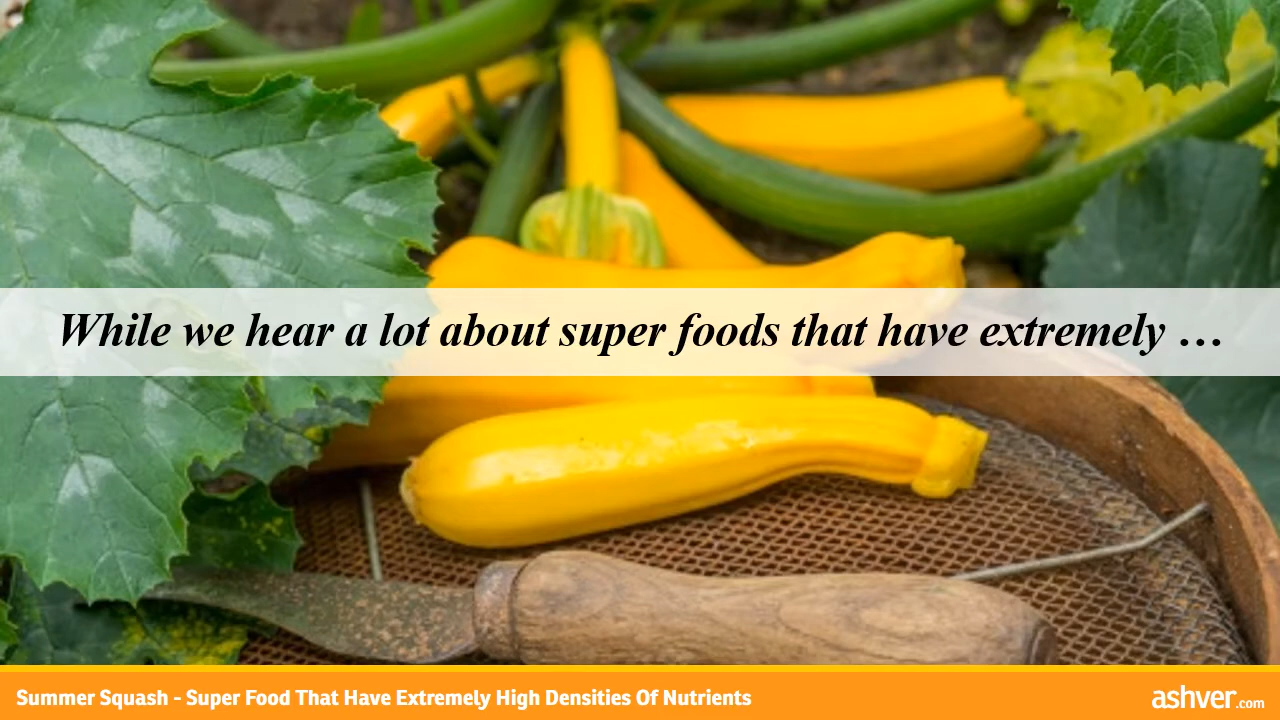 While we hear a lot about super foods that have extremely …
Summer Squash - Super Food That Have Extremely High Densities Of Nutrients
ashver.com